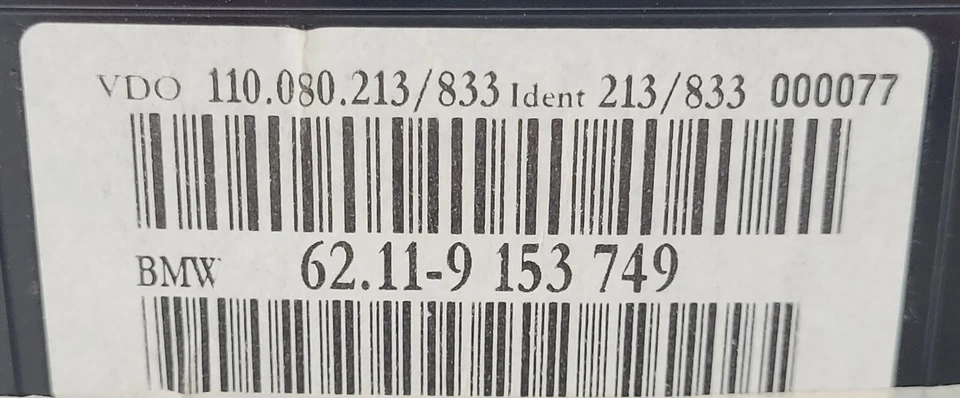 VDO 110.080.213/833 Ident 213/833 000077
BMW 62.11-9 153 749